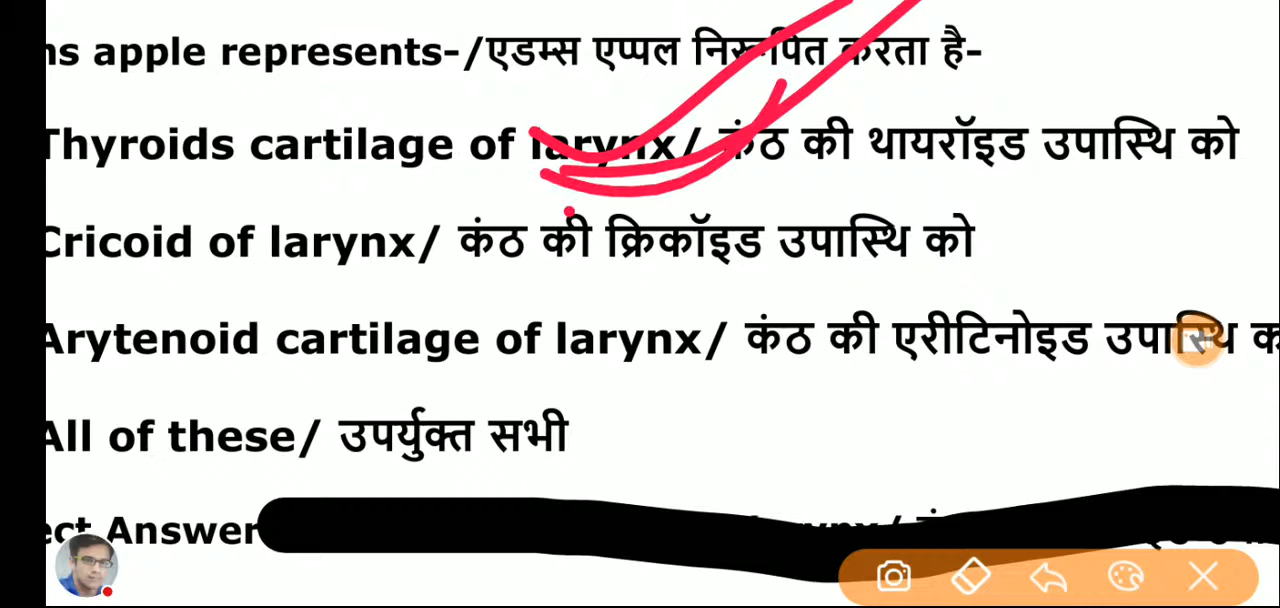 ns apple represents-/एडम्स एप्पल निरूपित करता है-
Thyroids cartilage of larynx/ कंठ की थायरॉइड उपास्थि को
Cricoid of larynx/ कंठ की क्रिकॉइड उपास्थि को
Arytenoid cartilage of larynx/ कंठ की एरीटिनोइड उपास्थि क
All of these/ उपर्युक्त सभी
ect Answer